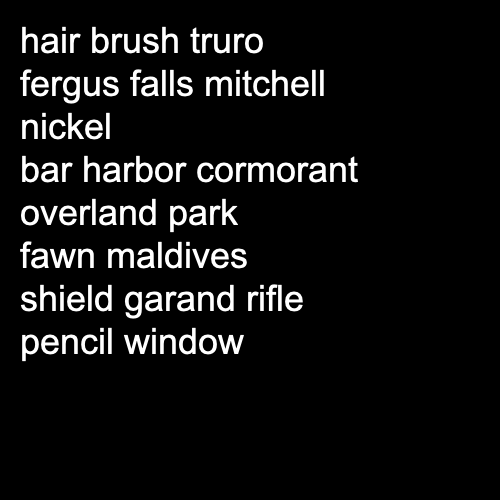 hair brush truro
fergus falls mitchell
nickel
bar harbor cormorant
overland park
fawn maldives
shield garand rifle
pencil window